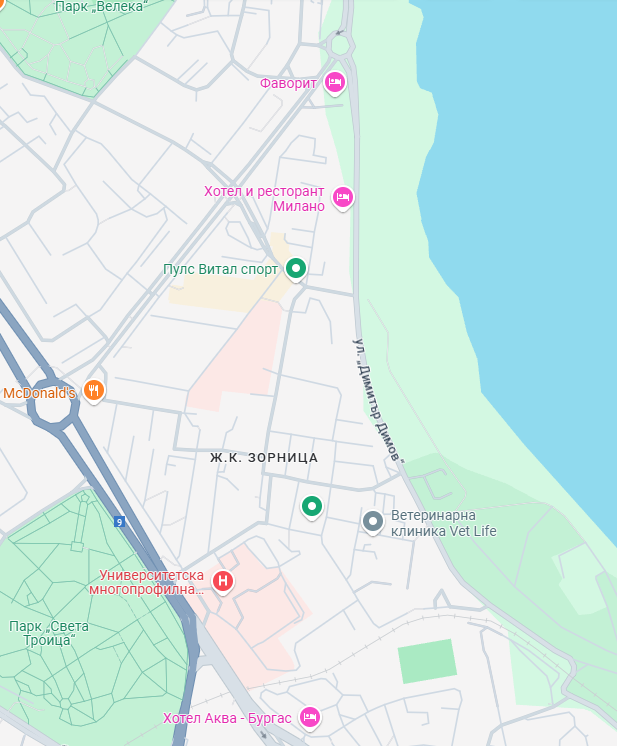 Парк „Велека“
Фаворит
Хотел и ресторант
Милано
Пулс Витал спорт
ул. „Димитър Димов“
McDonald's
Ж.К. ЗОРНИЦА
9
Ветеринарна
клиника Vet Life
H
Университетска
многопрофилна...
Парк „Света
Троица“
Хотел Аква - Бургас